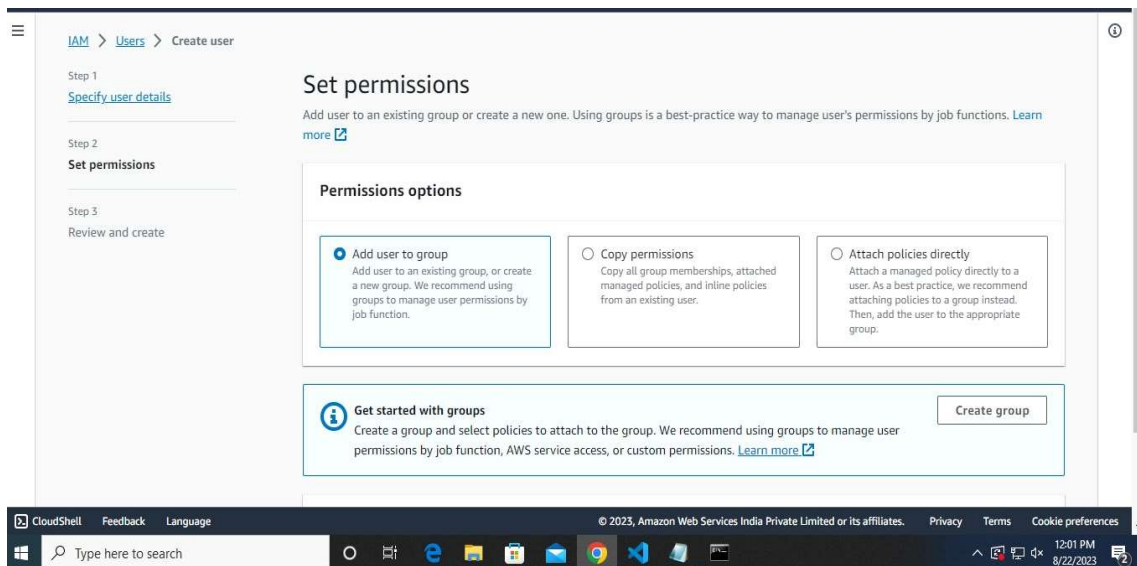 IAM > Users > Create user
Step 1
Specify user details
Step 2
Set permissions
Step 3
Review and create
Set permissions
Add user to an existing group or create a new one. Using groups is a best-practice way to manage user's permissions by job functions. Learn
more
Permissions options
Add user to group
Add user to an existing group, or create
a new group. We recommend using
groups to manage user permissions by
job function.
Copy permissions
Copy all group memberships, attached
managed policies, and inline policies
from an existing user.
Attach policies directly
Attach a managed policy directly to a
user. As a best practice, we recommend
attaching policies to a group instead.
Then, add the user to the appropriate
group.
Get started with groups
Create a group and select policies to attach to the group. We recommend using groups to manage user
permissions by job function, AWS service access, or custom permissions. Learn more
Create group
CloudShell Feedback Language
© 2023, Amazon Web Services India Private Limited or its affiliates. Privacy Terms Cookie preferences
Type here to search
12:01 PM
8/22/2023
2